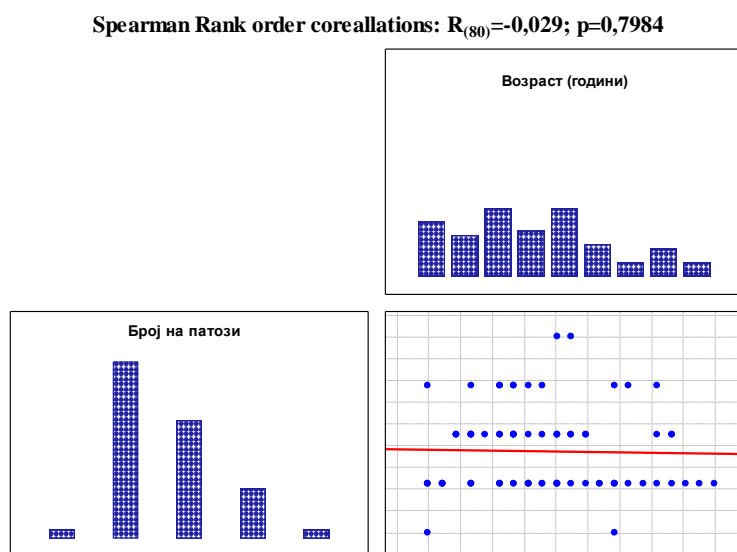 Spearman Rank order coreallations: R(80)=-0,029; p=0,7984
Возраст (години)
Број на патози